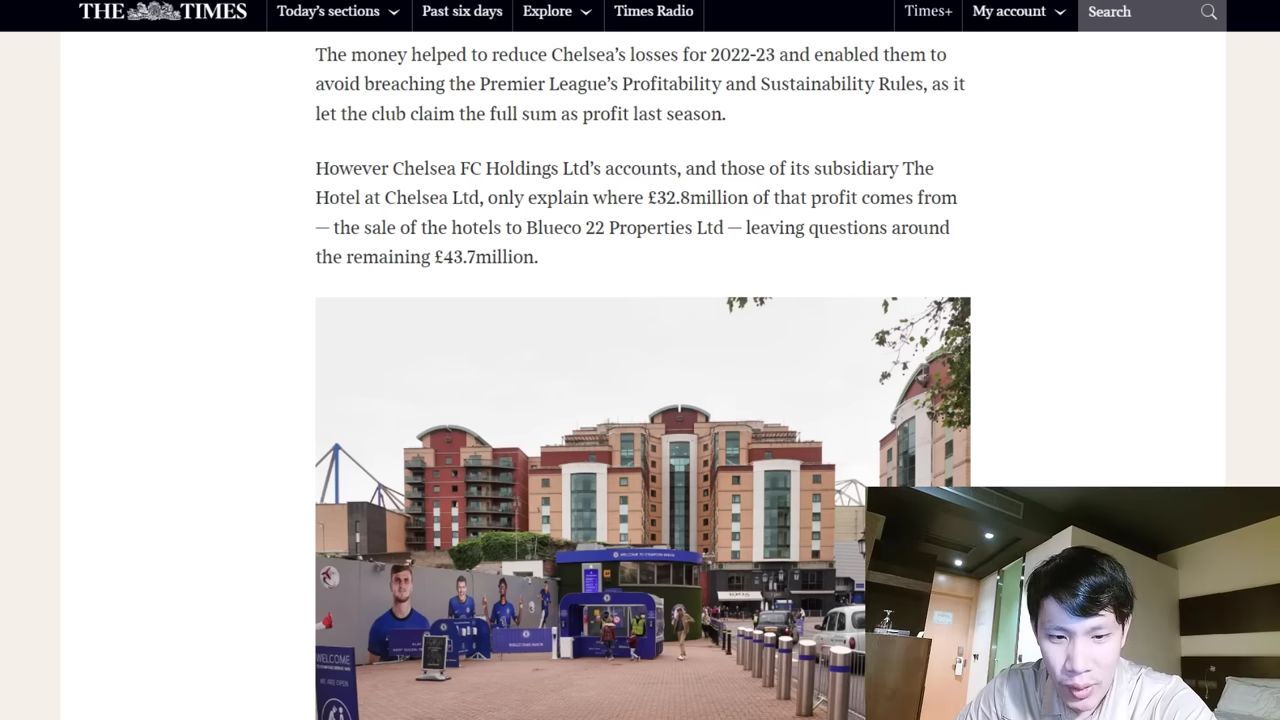 THE TIMES
Today's sections
Past six days
Explore
Times Radio
Times+
My account
Search
The money helped to reduce Chelsea’s losses for 2022-23 and enabled them to
avoid breaching the Premier League’s Profitability and Sustainability Rules, as it
let the club claim the full sum as profit last season.
However Chelsea FC Holdings Ltd’s accounts, and those of its subsidiary The
Hotel at Chelsea Ltd, only explain where £32.8million of that profit comes from
— the sale of the hotels to Blueco 22 Properties Ltd — leaving questions around
the remaining £43.7million.
WELCOME
WE ARE OPEN